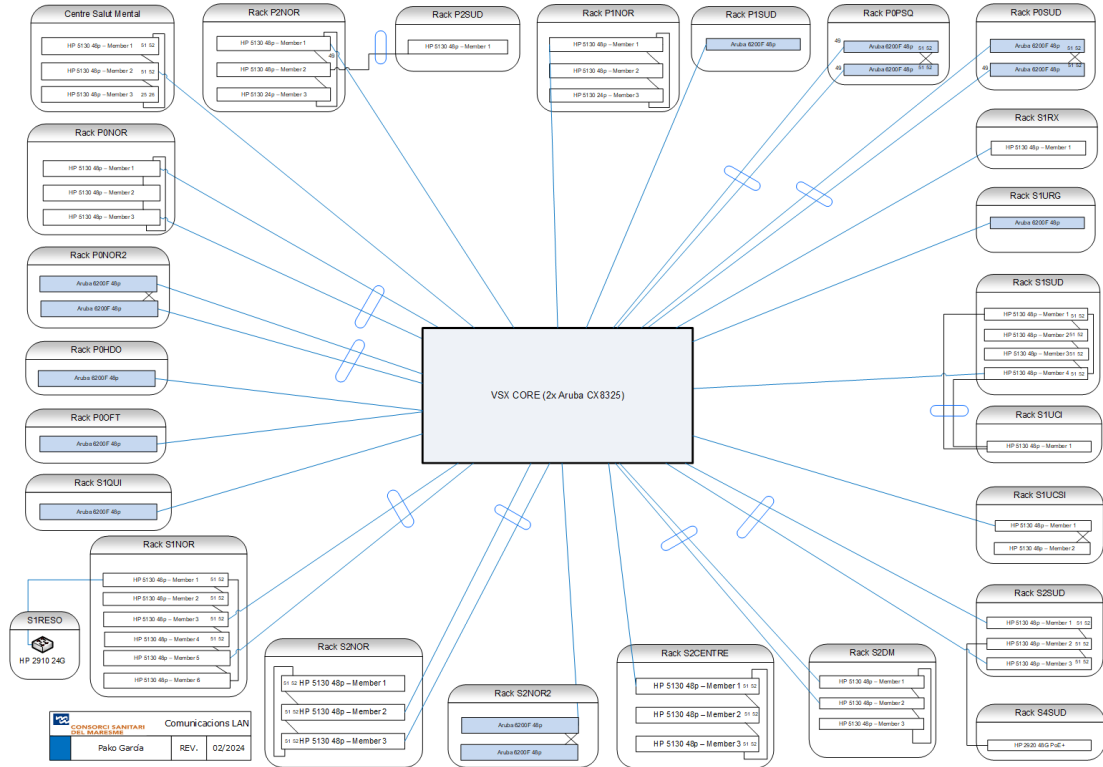 Centre Salut Mental
HP 5130 48p – Member 1
51 52
HP 5130 48p – Member 2
51 52
HP 5130 48p – Member 3
25 26
Rack P2NOR
HP 5130 48p – Member 1
49
HP 5130 48p – Member 2
HP 5130 24p – Member 3
Rack P2SUD
HP 5130 48p – Member 1
Rack P1NOR
HP 5130 48p – Member 1
HP 5130 48p – Member 2
HP 5130 24p – Member 3
Rack P1SUD
Aruba 6200F 48p
Rack P0PSQ
49
Aruba 6200F 48p
51 52
49
Aruba 6200F 48p
51 52
Rack P0SUD
Aruba 6200F 48p
51 52
49
Aruba 6200F 48p
51 52
Rack P0NOR
HP 5130 48p – Member 1
HP 5130 48p – Member 2
HP 5130 48p – Member 3
Rack S1RX
HP 5130 48p – Member 1
Rack S1URG
Aruba 6200F 48p
Rack P0NOR2
Aruba 6200F 48p
Aruba 6200F 48p
Rack S1SUD
HP 5130 48p – Member 1
51 52
HP 5130 48p – Member 2
51 52
HP 5130 48p – Member 3
51 52
HP 5130 48p – Member 4
51 52
Rack P0HDO
Aruba 6200F 48p
VSX CORE (2x Aruba CX8325)
Rack P0OFT
Aruba 6200F 48p
Rack S1UCI
HP 5130 48p – Member 1
Rack S1QUI
Aruba 6200F 48p
Rack S1UCSI
HP 5130 48p – Member 1
HP 5130 48p – Member 2
Rack S1NOR
HP 5130 48p – Member 1
51 52
HP 5130 48p – Member 2
51 52
HP 5130 48p – Member 3
51 52
HP 5130 48p – Member 4
51 52
HP 5130 48p – Member 5
HP 5130 48p – Member 6
S1RESO
HP 2910 24G
Rack S2SUD
HP 5130 48p – Member 1
51 52
HP 5130 48p – Member 2
51 52
HP 5130 48p – Member 3
51 52
Rack S2NOR
51 52
HP 5130 48p – Member 1
51 52
HP 5130 48p – Member 2
51 52
HP 5130 48p – Member 3
Rack S2NOR2
Aruba 6200F 48p
Aruba 6200F 48p
Rack S2CENTRE
HP 5130 48p – Member 1
51 52
HP 5130 48p – Member 2
51 52
HP 5130 48p – Member 3
51 52
Rack S2DM
HP 5130 48p – Member 1
HP 5130 48p – Member 2
HP 5130 48p – Member 3
Rack S4SUD
HP 2920 48G PoE+
CONSORCI SANITARI
DEL MARESME
Comunicacions LAN
Pako García
REV.
02/2024